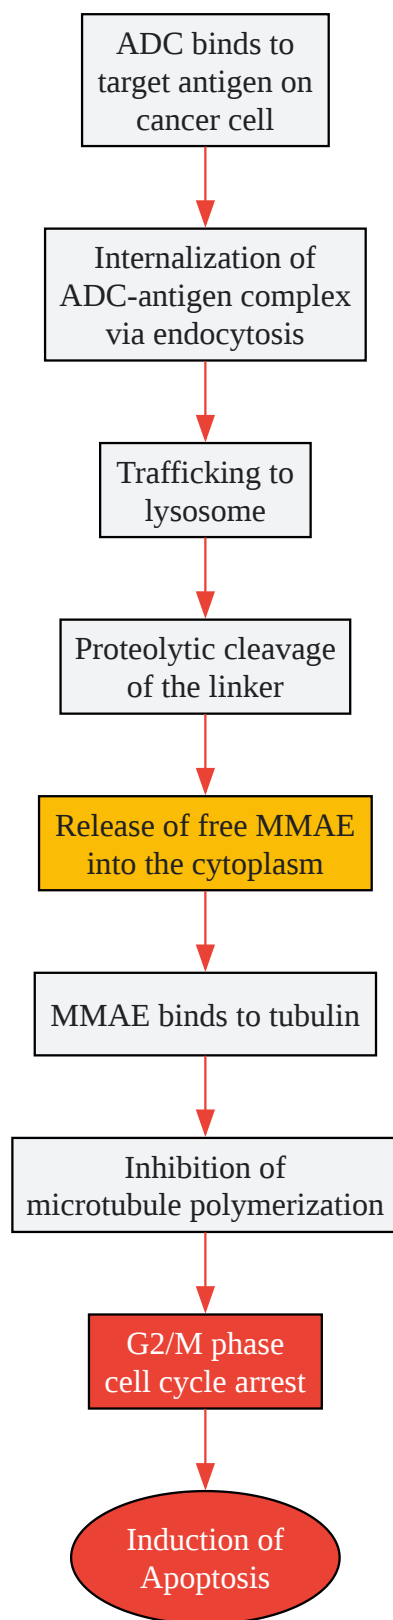 ADC binds to
target antigen on
cancer cell
Internalization of
ADC-antigen complex
via endocytosis
Trafficking to
lysosome
Proteolytic cleavage
of the linker
Release of free MMAE
into the cytoplasm
MMAE binds to tubulin
Inhibition of
microtubule polymerization
G2/M phase
cell cycle arrest
Induction of
Apoptosis